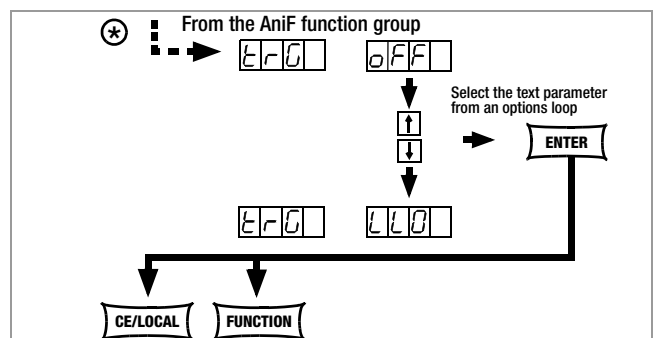 From the AniF function group
trG oFF
Select the text parameter
from an options loop
ENTER
trG LLO
CE/LOCAL FUNCTION